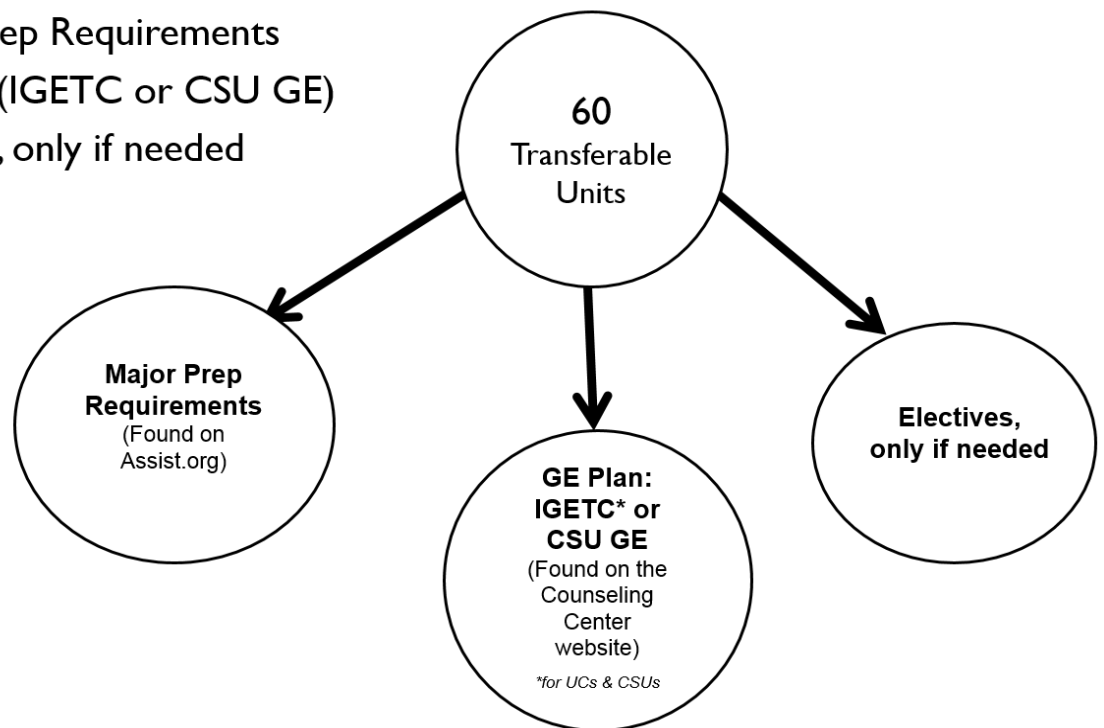 ep Requirements
(IGETC or CSU GE)
, only if needed
60
Transferable
Units
Major Prep
Requirements
(Found on
Assist.org)
GE Plan:
IGETC* or
CSU GE
(Found on the
Counseling
Center
website)
*for UCs & CSUs
Electives,
only if needed